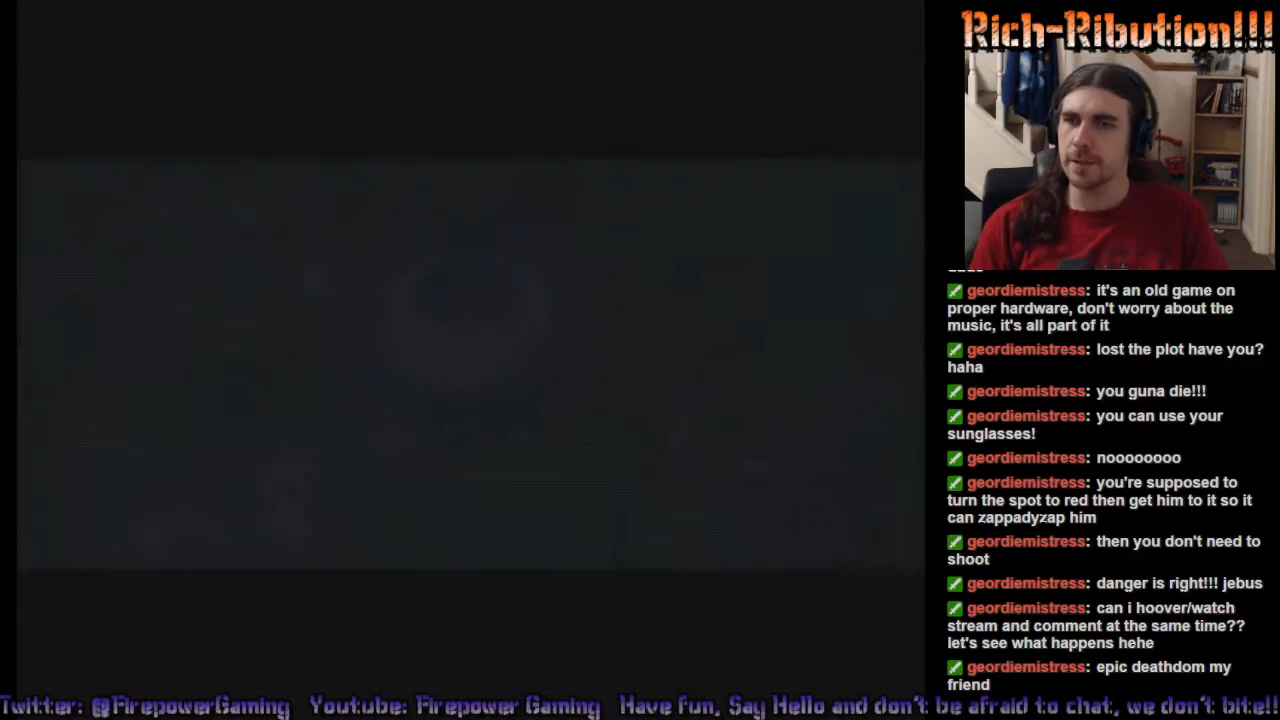 Rich-Ribution!!!
geordiemistress: it's an old game on
proper hardware, don't worry about the
music, it's all part of it
geordiemistress: lost the plot have you?
haha
geordiemistress: you guna die!!!
geordiemistress: you can use your
sunglasses!
geordiemistress: noooooooo
geordiemistress: you're supposed to
turn the spot to red then get him to it so it
can zappadyzap him
geordiemistress: then you don't need to
shoot
geordiemistress: danger is right!!! jebus
geordiemistress: can i hoover/watch
stream and comment at the same time??
let's see what happens hehe
geordiemistress: epic deathdom my
friend
Twitter: @FirepowerGaming Youtube: Firepower Gaming Have fun, Say Hello and don't be afraid to chat, we don't bite!!